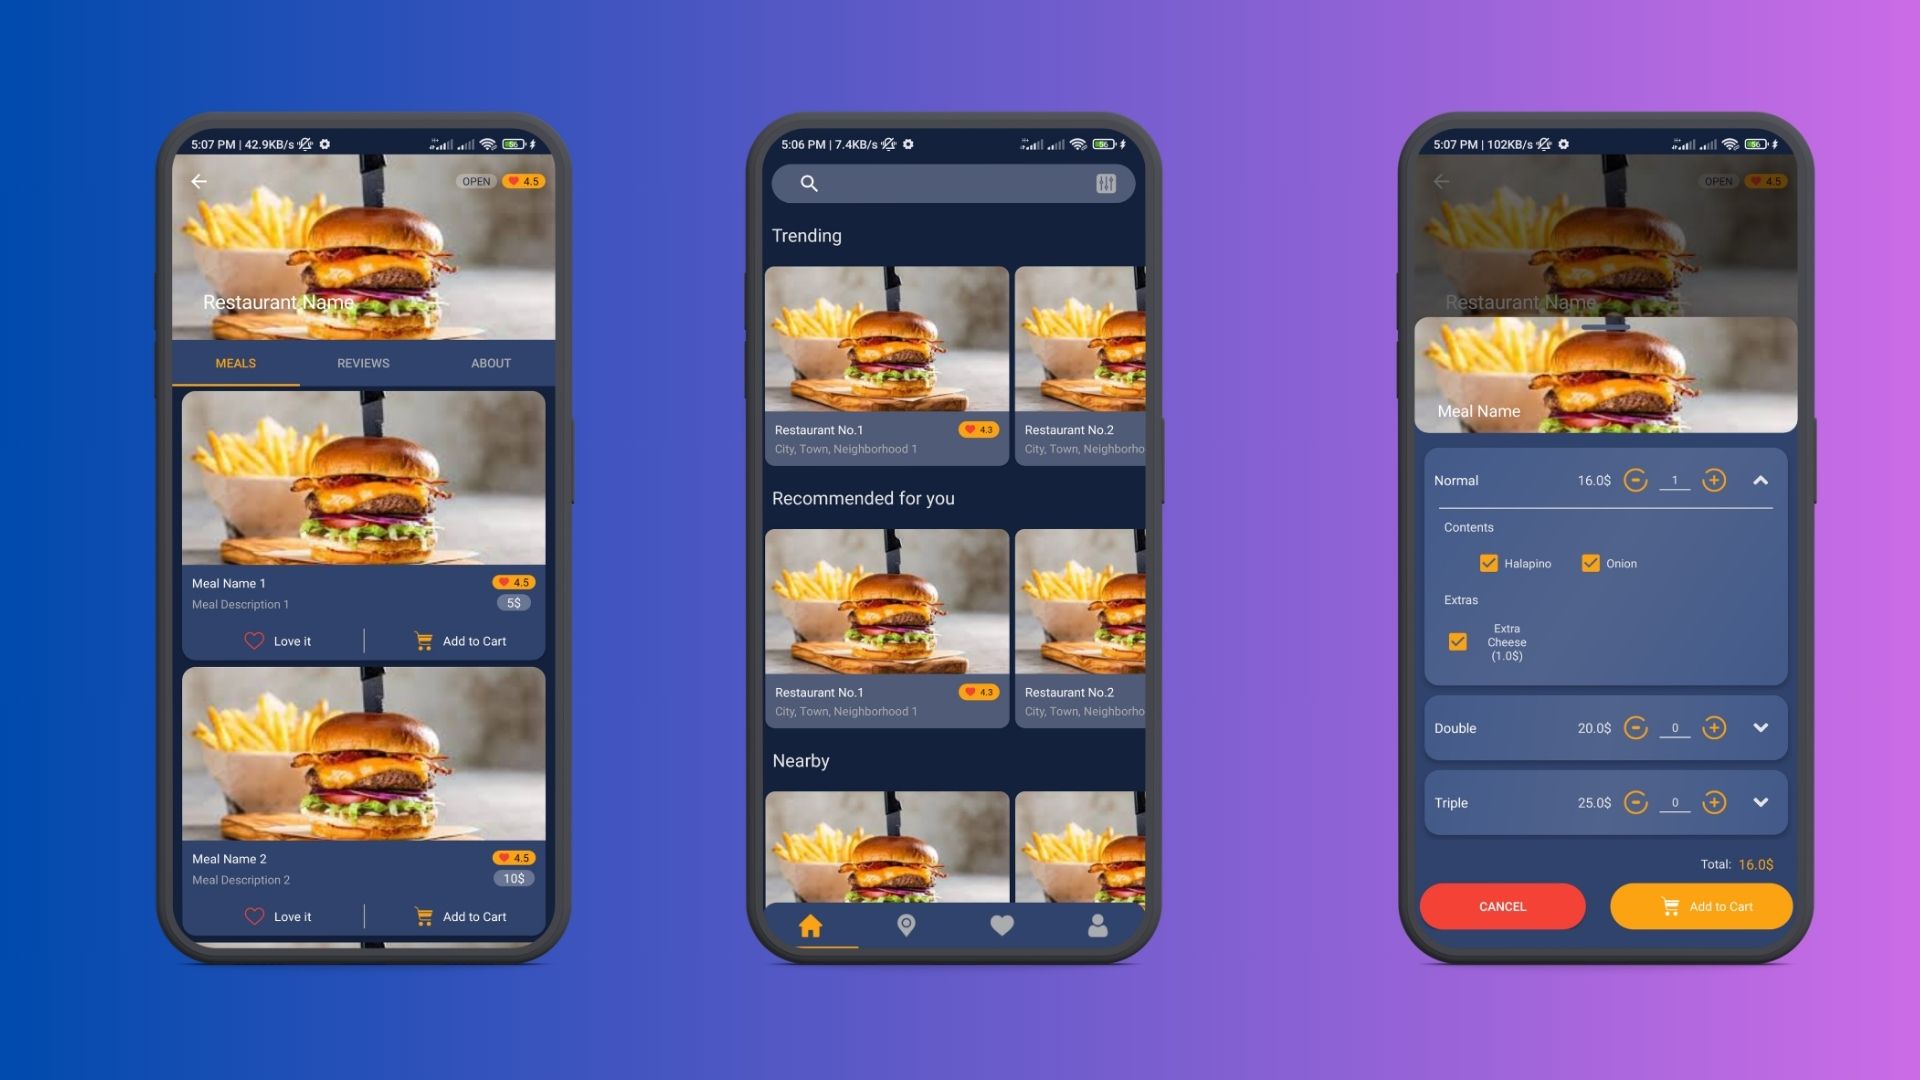 5:07 PM | 42.9KB/s
56
OPEN
4.5
Restaurant Name
MEALS
REVIEWS
ABOUT
Meal Name 1
4.5
Meal Description 1
5$
Love it
Add to Cart
Meal Name 2
4.5
Meal Description 2
10$
Love it
Add to Cart
5:06 PM | 7.4KB/s
56
Trending
Restaurant No.1
4.3
City, Town, Neighborhood 1
Restaurant No.2
City, Town, Neighborho
Recommended for you
Restaurant No.1
4.3
City, Town, Neighborhood 1
Restaurant No.2
City, Town, Neighborho
Nearby
5:07 PM | 102KB/s
56
OPEN
4.5
Restaurant Name
Meal Name
Normal
16.0$
1
Contents
Halapino
Onion
Extras
Extra
Cheese
(1.0$)
Double
20.0$
0
Triple
25.0$
0
Total: 16.0$
CANCEL
Add to Cart